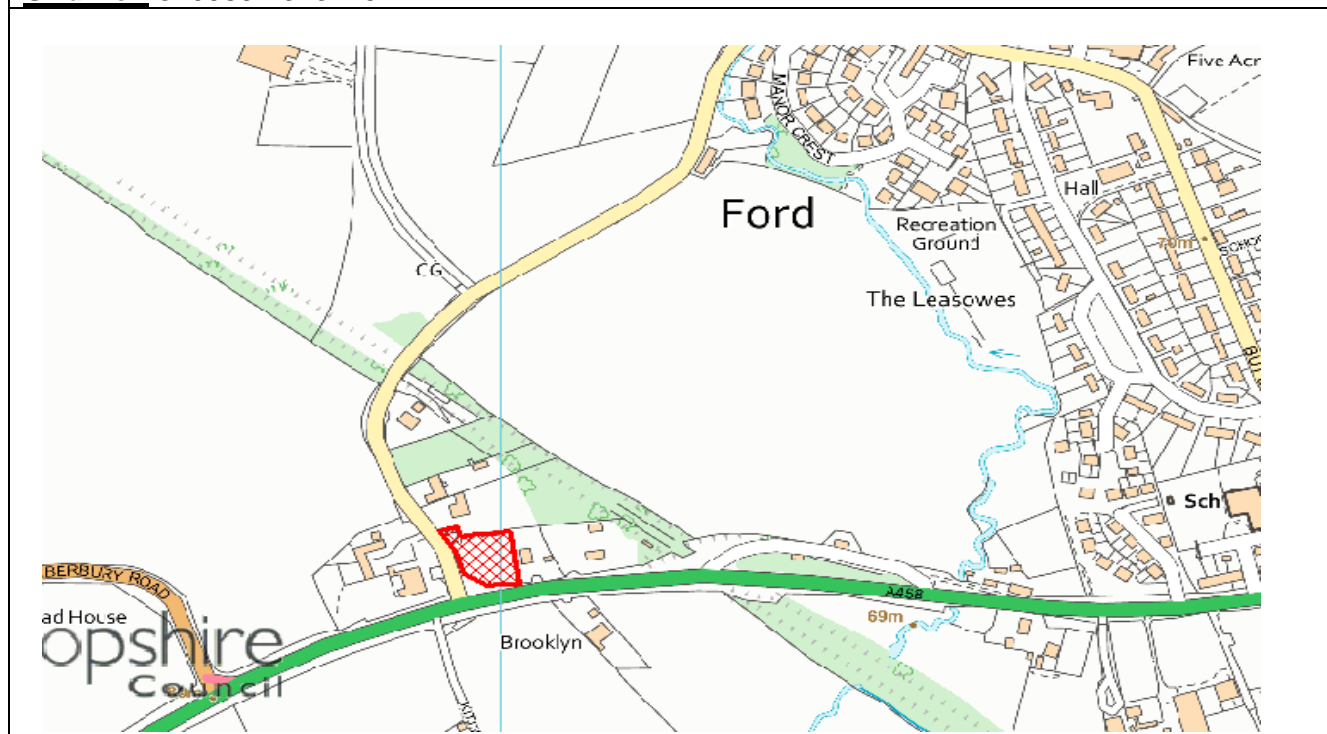 Five Acr
MANOR CREST
Hall
Ford
Recreation
Ground
70m
CG
The Leasowes
Sch
BERBURY ROAD
A458
ad House
69m
Brooklyn
opshire
Council